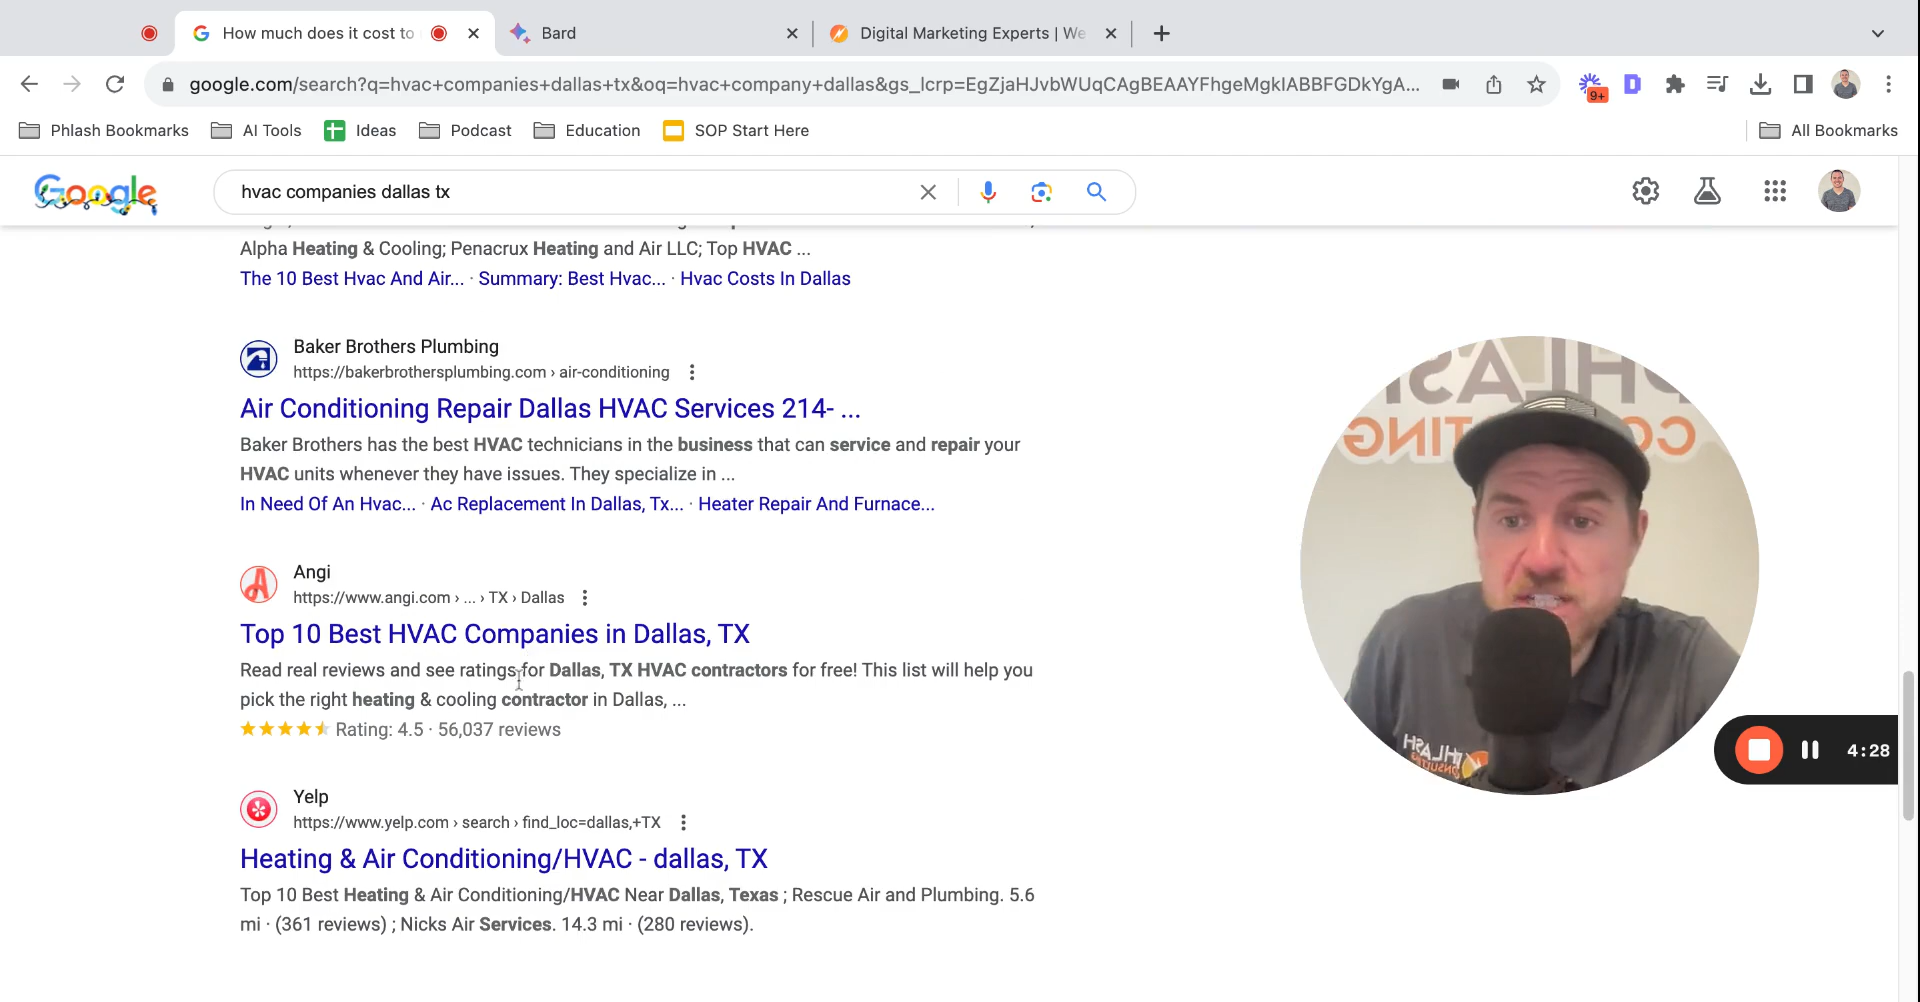 How much does it cost to
Bard
Digital Marketing Experts | We
google.com/search?q=hvac+companies+dallas+tx&oq=hvac+company+dallas&gs_lcrp=EgZjaHJvbWUqCAgBEAAYFhgeMgkIABBFGDkYgA...
9+
Phlash Bookmarks
AI Tools
Ideas
Podcast
Education
SOP Start Here
All Bookmarks
Google
hvac companies dallas tx
Alpha Heating & Cooling; Penacrux Heating and Air LLC; Top HVAC ...
The 10 Best Hvac And Air... · Summary: Best Hvac... · Hvac Costs In Dallas
Baker Brothers Plumbing
https://bakerbrothersplumbing.com › air-conditioning
Air Conditioning Repair Dallas HVAC Services 214- ...
Baker Brothers has the best HVAC technicians in the business that can service and repair your
HVAC units whenever they have issues. They specialize in ...
In Need Of An Hvac... · Ac Replacement In Dallas, Tx... · Heater Repair And Furnace...
Angi
https://www.angi.com › ... › TX › Dallas
Top 10 Best HVAC Companies in Dallas, TX
Read real reviews and see ratings for Dallas, TX HVAC contractors for free! This list will help you
pick the right heating & cooling contractor in Dallas, ...
Rating: 4.5 · 56,037 reviews
Yelp
https://www.yelp.com › search › find_loc=dallas,+TX
Heating & Air Conditioning/HVAC - dallas, TX
Top 10 Best Heating & Air Conditioning/HVAC Near Dallas, Texas ; Rescue Air and Plumbing. 5.6
mi · (361 reviews) ; Nicks Air Services. 14.3 mi · (280 reviews).
4:28